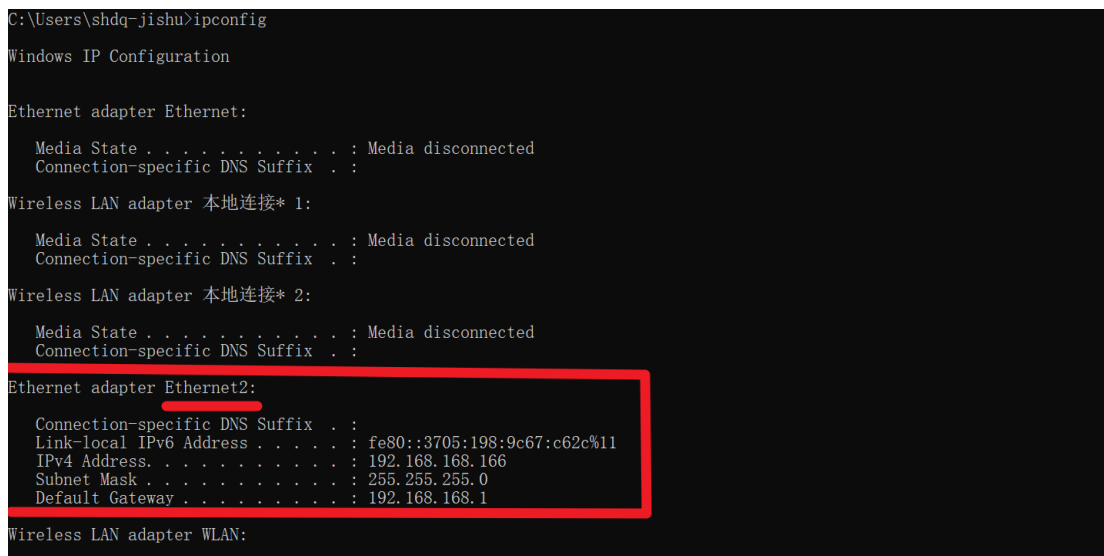 C:\Users\shdq-jishu>ipconfig
Windows IP Configuration
Ethernet adapter Ethernet:
Media State . . . . . . . . . . . : Media disconnected
Connection-specific DNS Suffix  . :
Wireless LAN adapter 本地连接* 1:
Media State . . . . . . . . . . . : Media disconnected
Connection-specific DNS Suffix  . :
Wireless LAN adapter 本地连接* 2:
Media State . . . . . . . . . . . : Media disconnected
Connection-specific DNS Suffix  . :
Ethernet adapter Ethernet2:
Connection-specific DNS Suffix  . :
Link-local IPv6 Address . . . . . : fe80::3705:198:9c67:c62c%11
IPv4 Address. . . . . . . . . . . : 192.168.168.166
Subnet Mask . . . . . . . . . . . : 255.255.255.0
Default Gateway . . . . . . . . . : 192.168.168.1
Wireless LAN adapter WLAN: